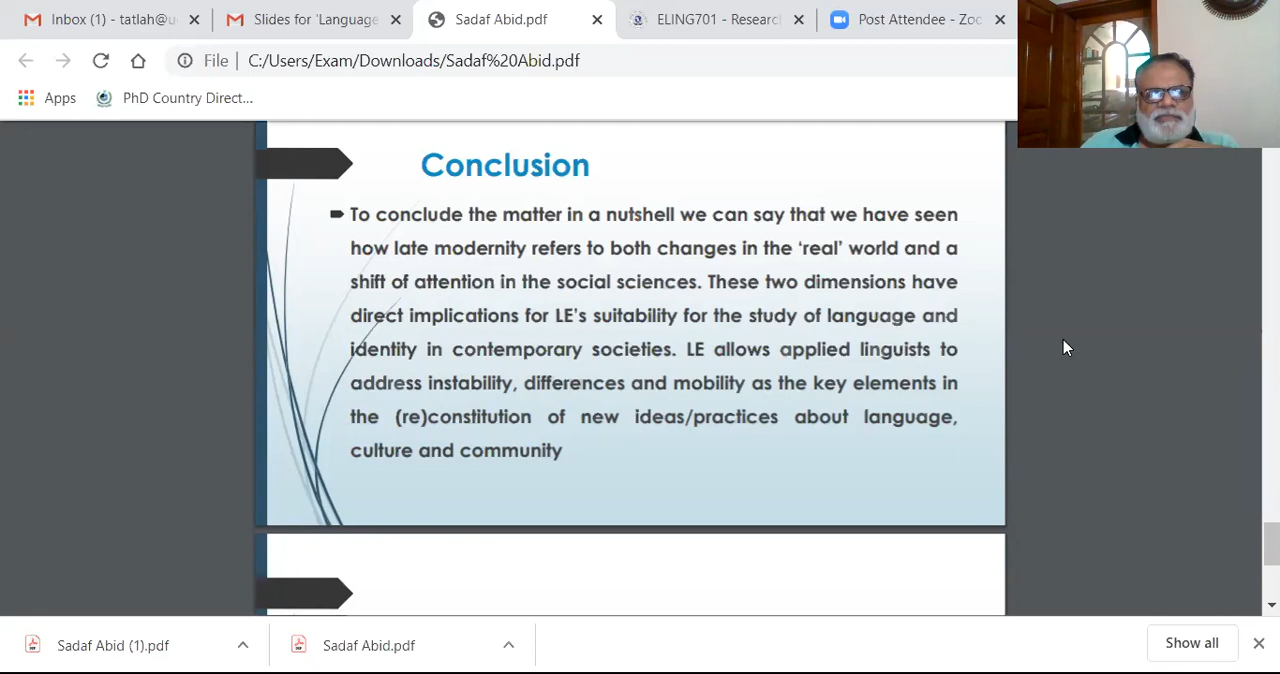 Inbox (1) - tatlah@u
Slides for 'Language
Sadaf Abid.pdf
ELING701 - Researc
Post Attendee - Zoo
File
C:/Users/Exam/Downloads/Sadaf%20Abid.pdf
Apps
PhD Country Direct...
Conclusion
To conclude the matter in a nutshell we can say that we have seen
how late modernity refers to both changes in the 'real' world and a
shift of attention in the social sciences. These two dimensions have
direct implications for LE's suitability for the study of language and
identity in contemporary societies. LE allows applied linguists to
address instability, differences and mobility as the key elements in
the (re)constitution of new ideas/practices about language,
culture and community
Sadaf Abid (1).pdf
Sadaf Abid.pdf
Show all